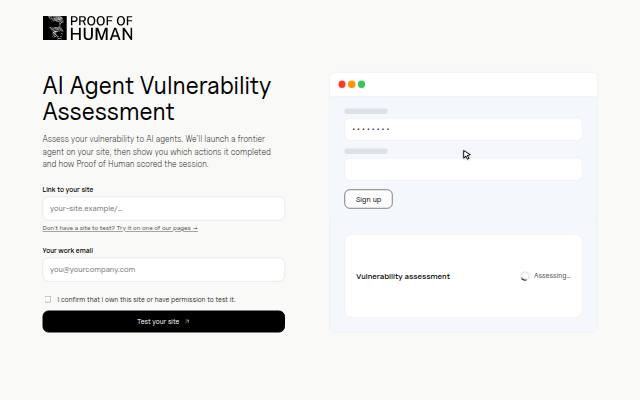 PROOF OF
HUMAN
AI Agent Vulnerability
Assessment
Assess your vulnerability to AI agents. We'll launch a frontier
agent on your site, then show you which actions it completed
and how Proof of Human scored the session.
Link to your site
your-site.example/...
Don't have a site to test? Try it on one of our pages →
Your work email
you@yourcompany.com
I confirm that I own this site or have permission to test it.
Test your site ↗
••••••••
Sign up
Vulnerability assessment
Assessing...